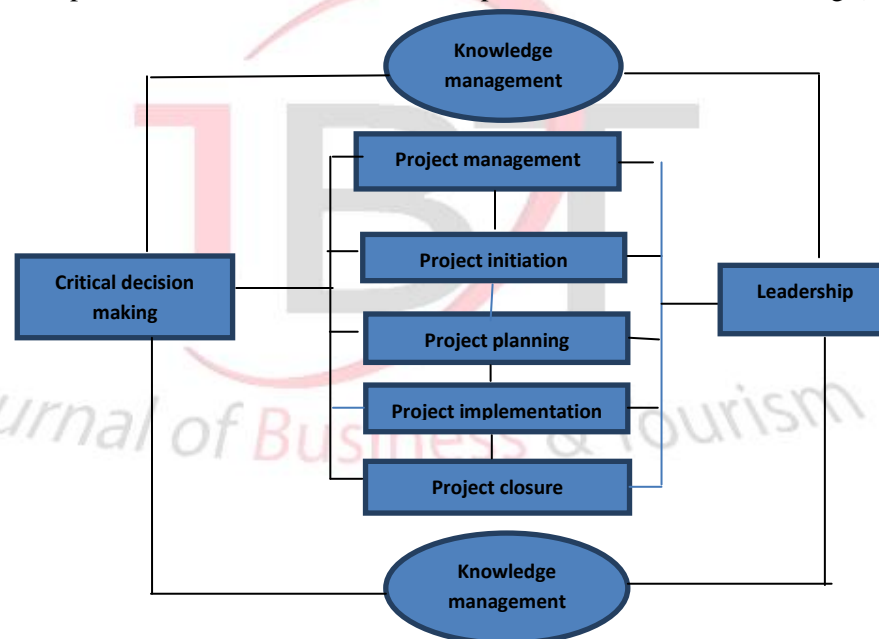 Knowledge
management
Project management
Project initiation
Critical decision
making
Leadership
Project planning
Project implementation
urnal of Business & Tourism
Project closure
Knowledge
management